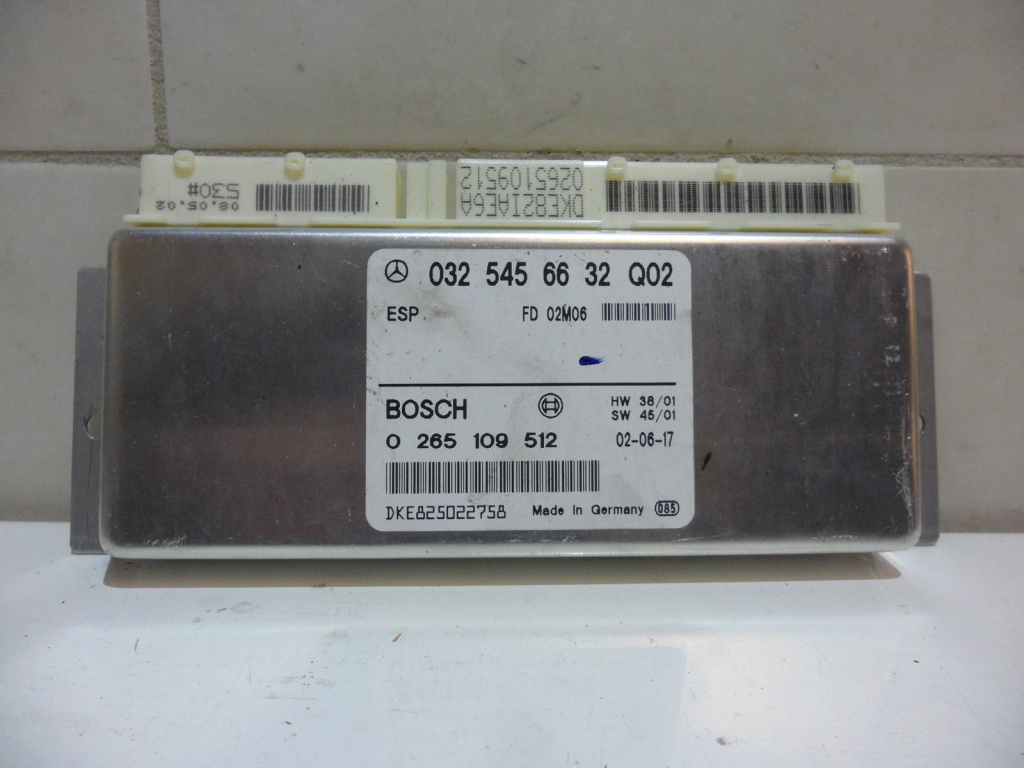 08.05.02
530#
DKE82IAE6A
0265109512
032 545 66 32 Q02
ESP FD 02M06
BOSCH HW 38/01
SW 45/01
0 265 109 512 02-06-17
DKE825022758 Made in Germany 085